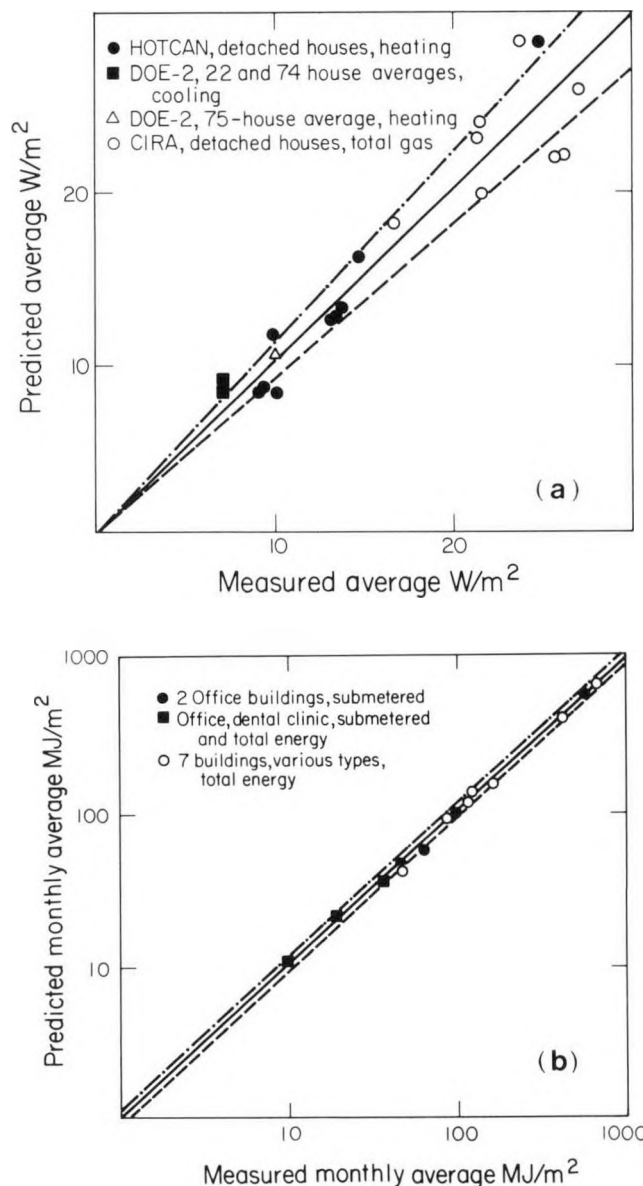 ● HOTCAN, detached houses, heating
■ DOE-2, 22 and 74 house averages,
cooling
△ DOE-2, 75-house average, heating
○ CIRA, detached houses, total gas
Predicted average W/m²
20
10
(a)
10
20
Measured average W/m²
1000
● 2 Office buildings, submetered
■ Office, dental clinic, submetered
and total energy
○ 7 buildings, various types,
total energy
Predicted monthly average MJ/m²
100
10
(b)
10
100
1000
Measured monthly average MJ/m²